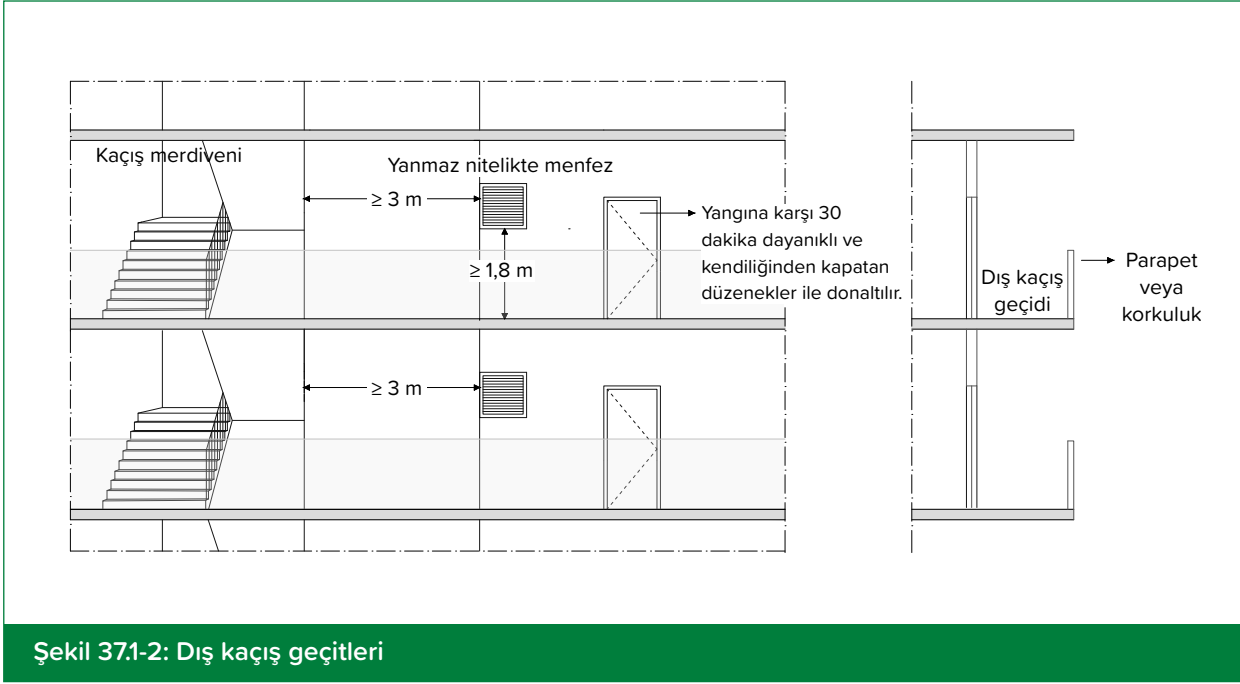 Kaçış merdiveni
Yanmaz nitelikte menfez
≥ 3 m
≥ 1,8 m
Yangına karşı 30
dakika dayanıklı ve
kendiliğinden kapatan
düzenekler ile donaltılır.
Dış kaçış
geçidi
Parapet
veya
korkuluk
≥ 3 m
Şekil 37.1-2: Dış kaçış geçitleri